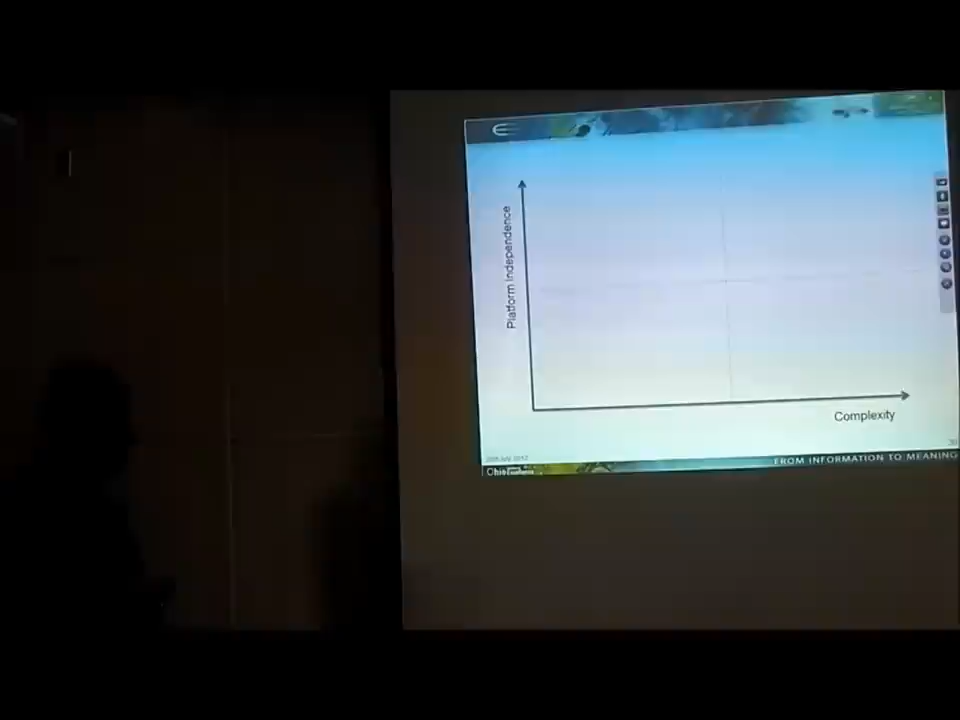 Platform Independence
Complexity
FROM INFORMATION TO MEANING